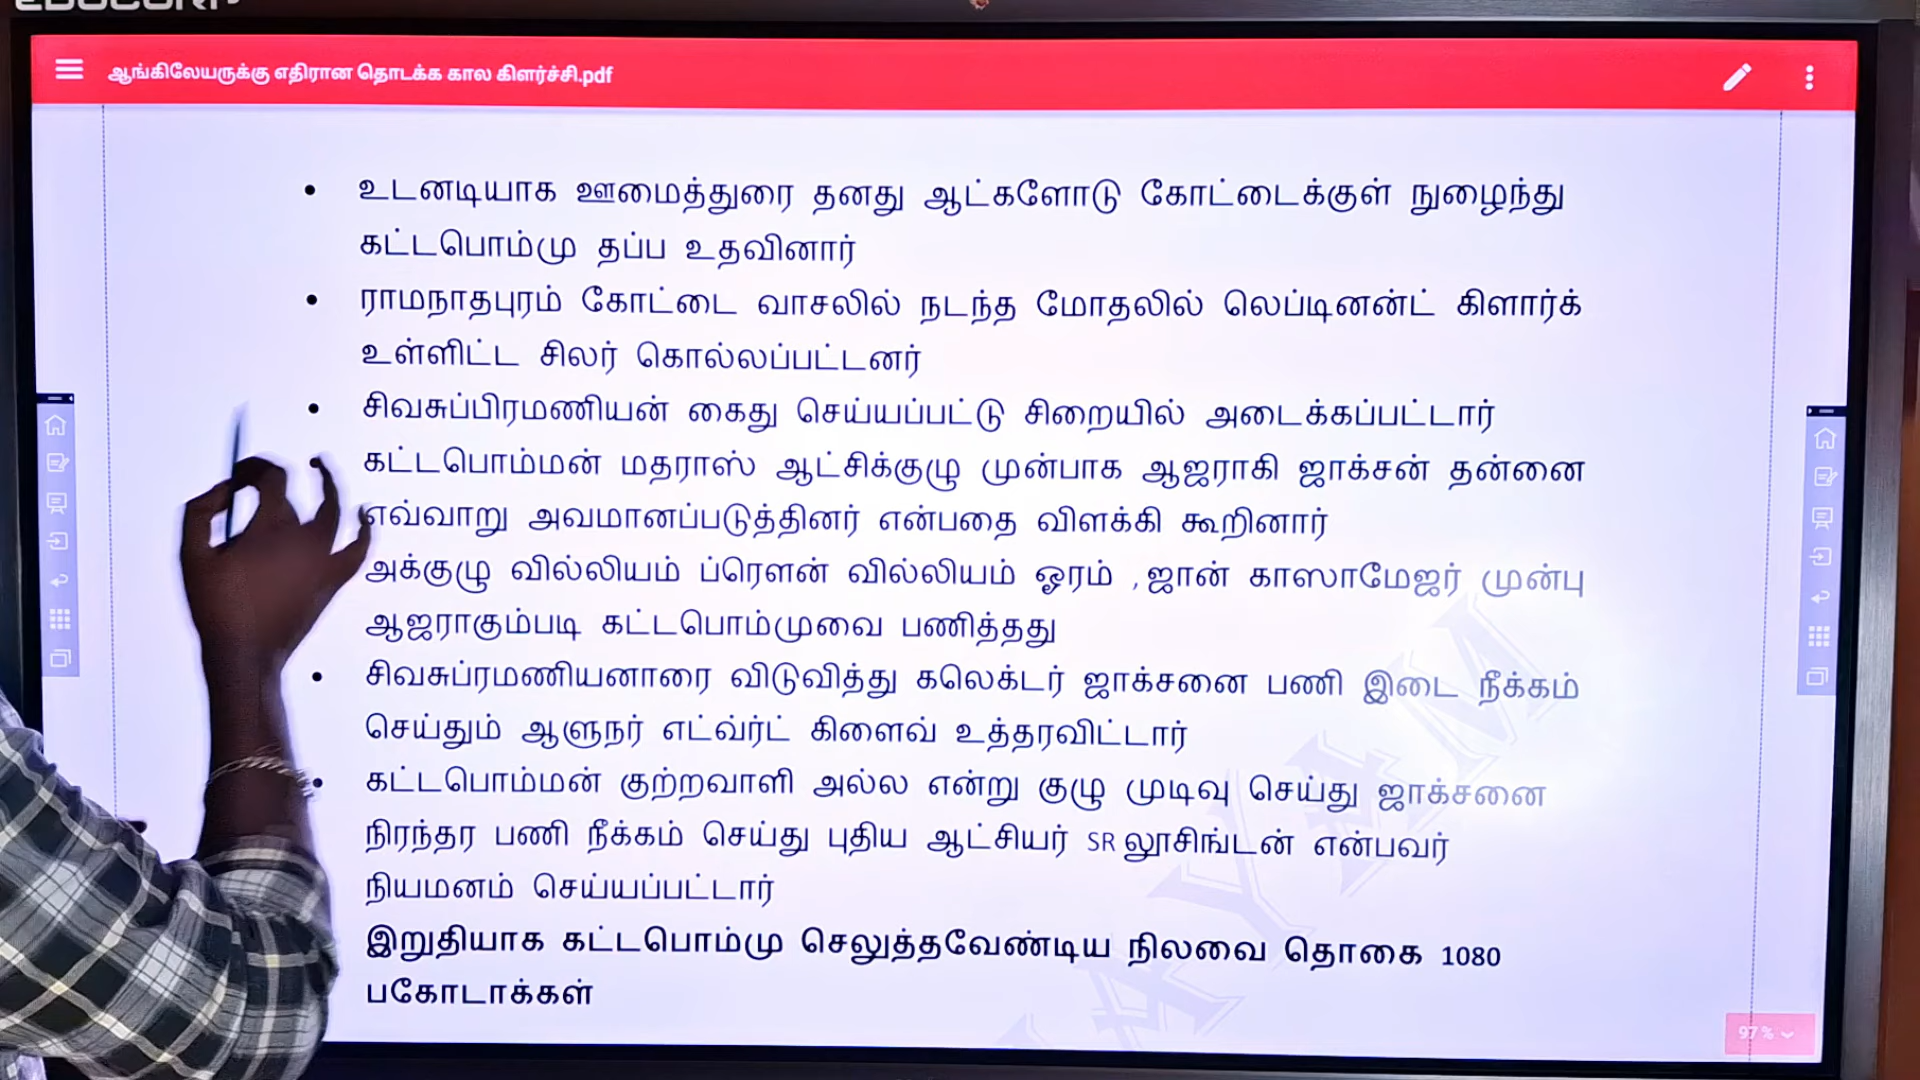 ஆங்கிலேயருக்கு எதிரான தொடக்க கால கிளர்ச்சி.pdf
• உடனடியாக ஊமைத்துரை தனது ஆட்களோடு கோட்டைக்குள் நுழைந்து
கட்டபொம்மு தப்ப உதவினார்
• ராமநாதபுரம் கோட்டை வாசலில் நடந்த மோதலில் லெப்டினன்ட் கிளார்க்
உள்ளிட்ட சிலர் கொல்லப்பட்டனர்
• சிவசுப்பிரமணியன் கைது செய்யப்பட்டு சிறையில் அடைக்கப்பட்டார்
• கட்டபொம்மன் மதராஸ் ஆட்சிக்குழு முன்பாக ஆஜராகி ஜாக்சன் தன்னை
எவ்வாறு அவமானப்படுத்தினர் என்பதை விளக்கி கூறினார்
அக்குழு வில்லியம் ப்ரௌன் வில்லியம் ஓரம் ,ஜான் காஸாமேஜர் முன்பு
ஆஜராகும்படி கட்டபொம்முவை பணித்தது
• சிவசுப்ரமணியனாரை விடுவித்து கலெக்டர் ஜாக்சனை பணி இடை நீக்கம்
செய்தும் ஆளுநர் எட்வ்ர்ட் கிளைவ் உத்தரவிட்டார்
• கட்டபொம்மன் குற்றவாளி அல்ல என்று குழு முடிவு செய்து ஜாக்சனை
நிரந்தர பணி நீக்கம் செய்து புதிய ஆட்சியர் SR லூசிங்டன் என்பவர்
நியமனம் செய்யப்பட்டார்
இறுதியாக கட்டபொம்மு செலுத்தவேண்டிய நிலவை தொகை 1080
பகோடாக்கள்
97%